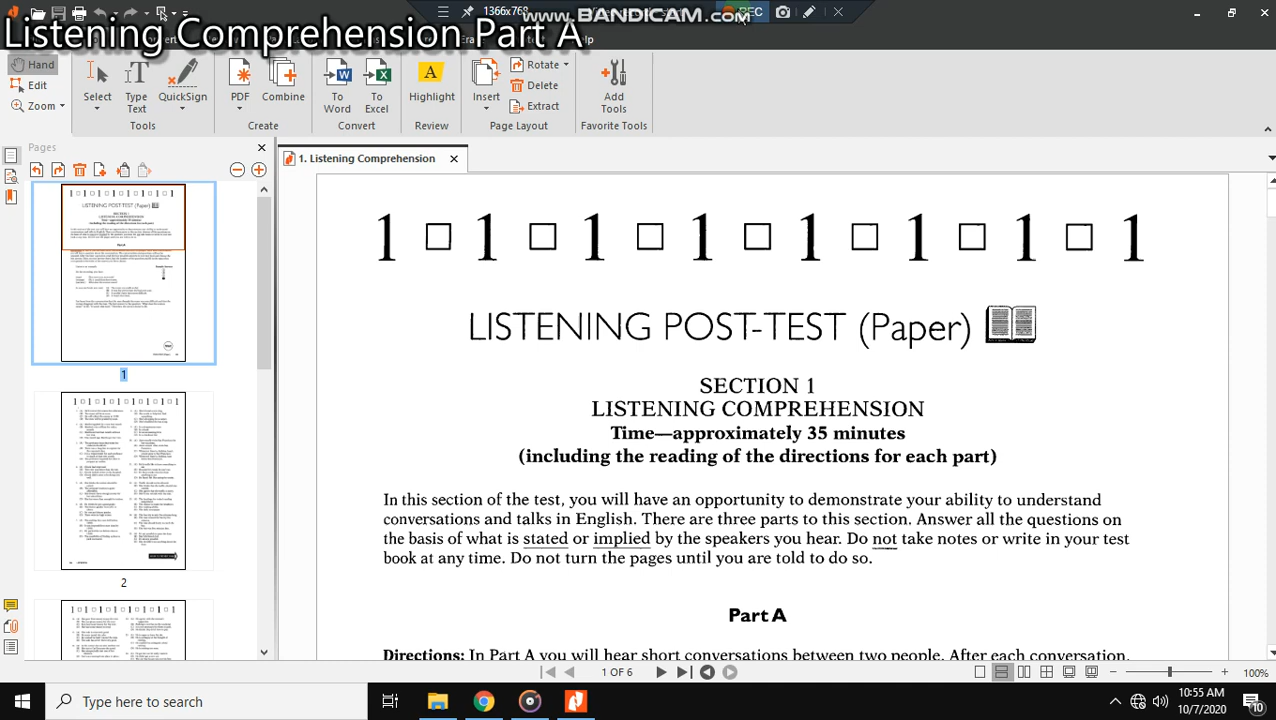 1366x768
www.BANDICAM.com
REC
Listening Comprehension Part A
Hand
Edit
Zoom
Select
Type Text
QuickSign
PDF
Combine
To Word
To Excel
Highlight
Insert
Rotate
Delete
Extract
Add Tools
Tools
Create
Convert
Review
Page Layout
Favorite Tools
Pages
1. Listening Comprehension
1 □ 1 □ 1 □ 1 □ 1 □ 1 □ 1 □ 1
LISTENING POST-TEST (Paper)
SECTION 1
LISTENING COMPREHENSION
Time—approximately 35 minutes
(including the reading of the directions for each part)
In this section of the test, you will have an opportunity to demonstrate your ability to understand
conversations and talks in English. There are three parts to this section. Answer all the questions on
the basis of what is stated or implied by the speakers you hear. Do not take notes or write in your test
book at any time. Do not turn the pages until you are told to do so.
Part A
Directions: In Part A you will hear short conversations between two people. After each conversation,
1
2
1 OF 6
100%
Type here to search
10:55 AM
10/7/2020
10